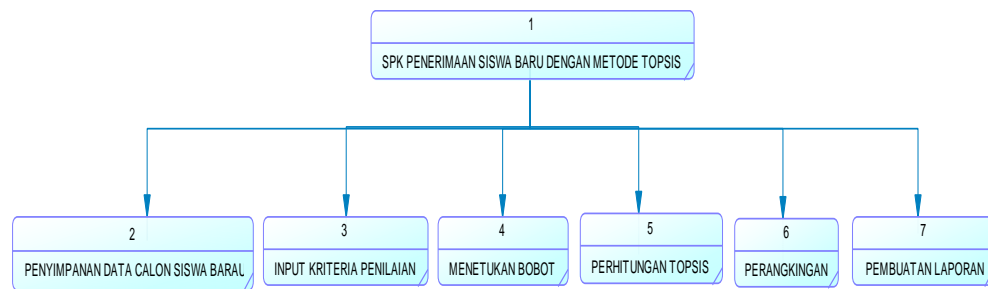 1
SPK PENERIMAAN SISWA BARU DENGAN METODE TOPSIS
2
PENYIMPANAN DATA CALON SISWA BARAU
3
INPUT KRITERIA PENILAIAN
4
MENETUKAN BOBOT
5
PERHITUNGAN TOPSIS
6
PERANGKINGAN
7
PEMBUATAN LAPORAN